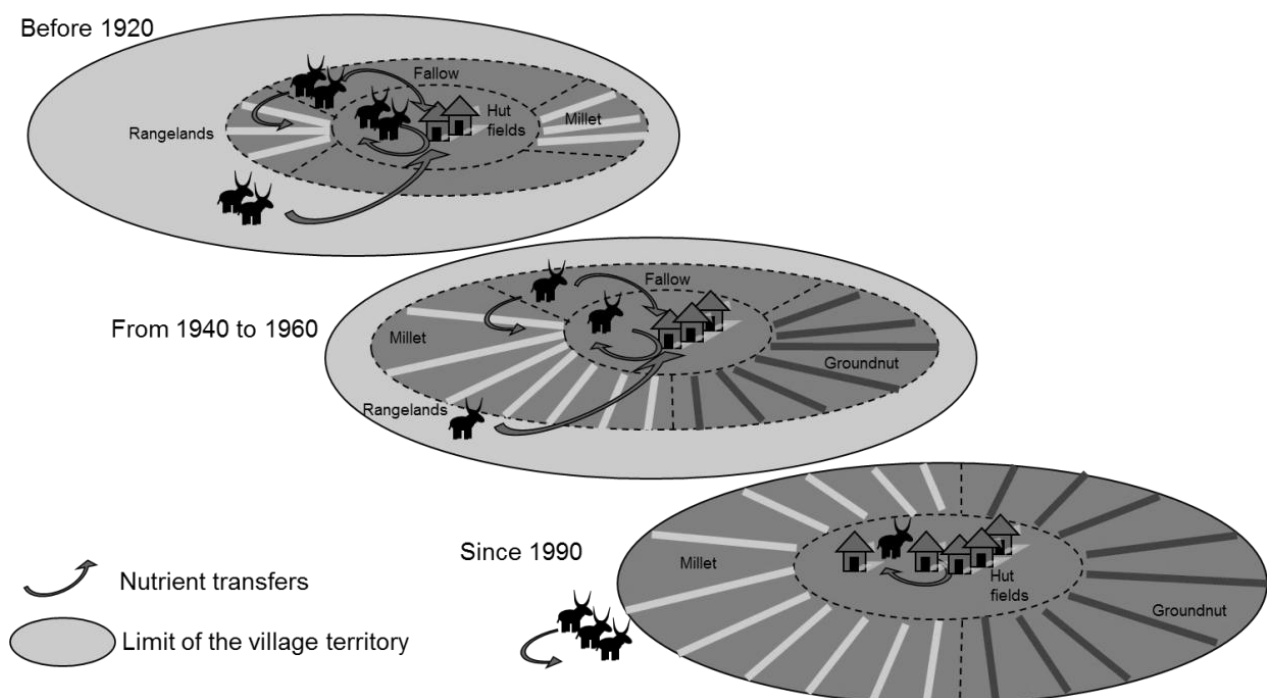 Before 1920
Fallow
Hut
fields
Millet
Rangelands
From 1940 to 1960
Fallow
Millet
Groundnut
Rangelands
Since 1990
Millet
Hut
fields
Groundnut
Nutrient transfers
Limit of the village territory